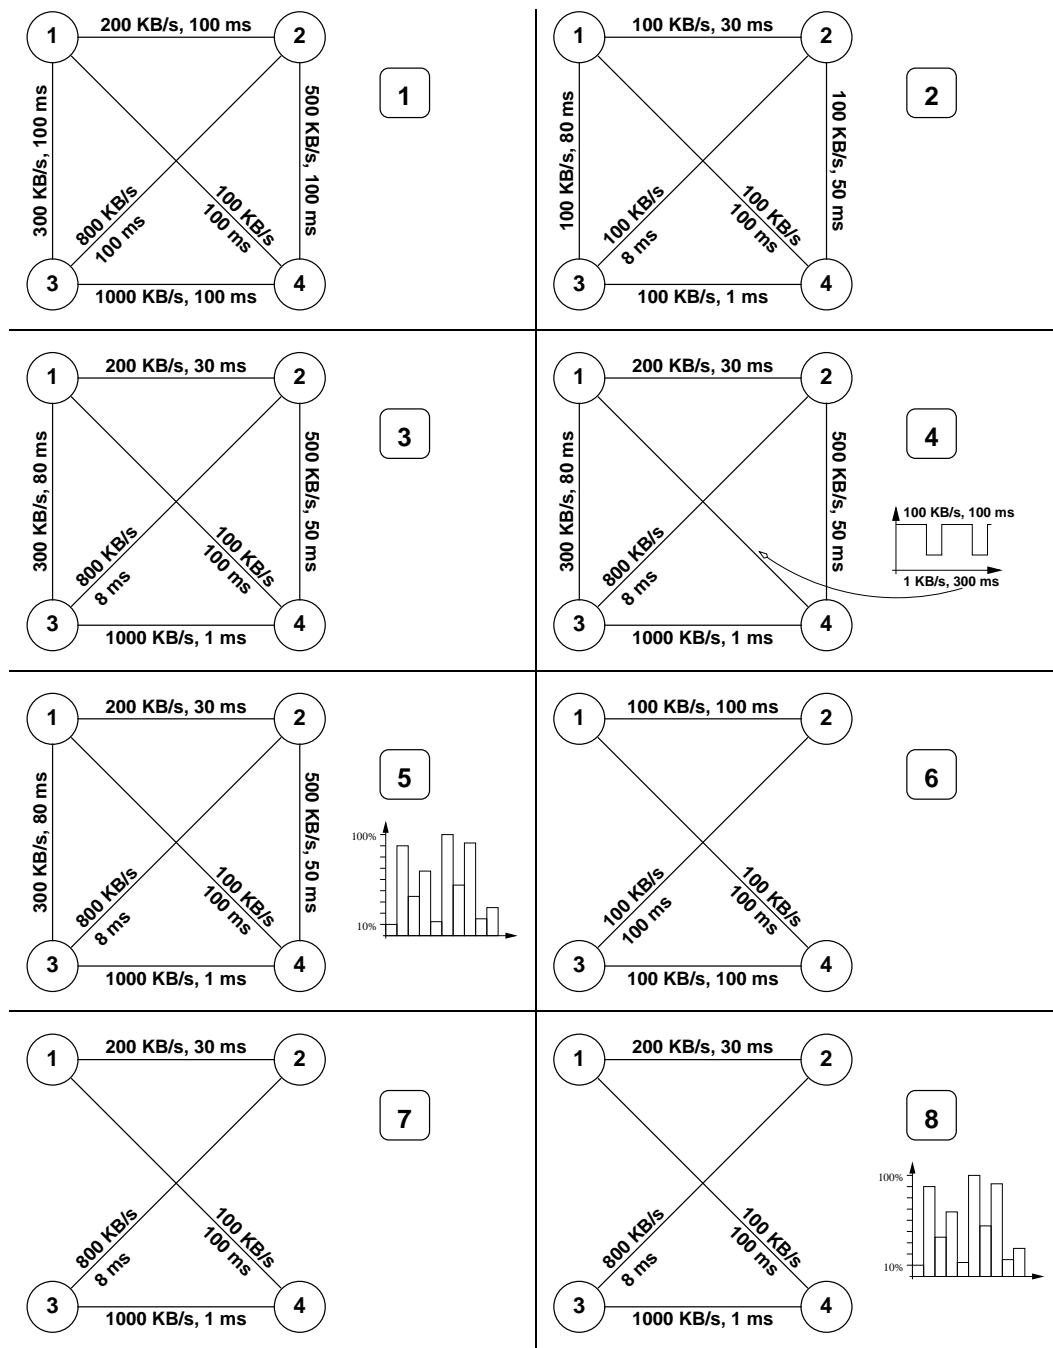 1
200 KB/s, 100 ms
2
300 KB/s, 100 ms
800 KB/s
100 ms
100 KB/s
100 ms
500 KB/s, 100 ms
3
1000 KB/s, 100 ms
4
1
1
100 KB/s, 30 ms
2
100 KB/s, 80 ms
100 KB/s
8 ms
100 KB/s
100 ms
100 KB/s, 50 ms
3
100 KB/s, 1 ms
4
2
1
200 KB/s, 30 ms
2
300 KB/s, 80 ms
800 KB/s
8 ms
100 KB/s
100 ms
500 KB/s, 50 ms
3
1000 KB/s, 1 ms
4
3
1
200 KB/s, 30 ms
2
300 KB/s, 80 ms
800 KB/s
8 ms
500 KB/s, 50 ms
3
1000 KB/s, 1 ms
4
4
100 KB/s, 100 ms
1 KB/s, 300 ms
1
200 KB/s, 30 ms
2
300 KB/s, 80 ms
800 KB/s
8 ms
100 KB/s
100 ms
500 KB/s, 50 ms
3
1000 KB/s, 1 ms
4
5
100%
10%
1
100 KB/s, 100 ms
2
100 KB/s
100 ms
100 KB/s
100 ms
3
100 KB/s, 100 ms
4
6
1
200 KB/s, 30 ms
2
800 KB/s
8 ms
100 KB/s
100 ms
3
1000 KB/s, 1 ms
4
7
1
200 KB/s, 30 ms
2
800 KB/s
8 ms
100 KB/s
100 ms
3
1000 KB/s, 1 ms
4
8
100%
10%